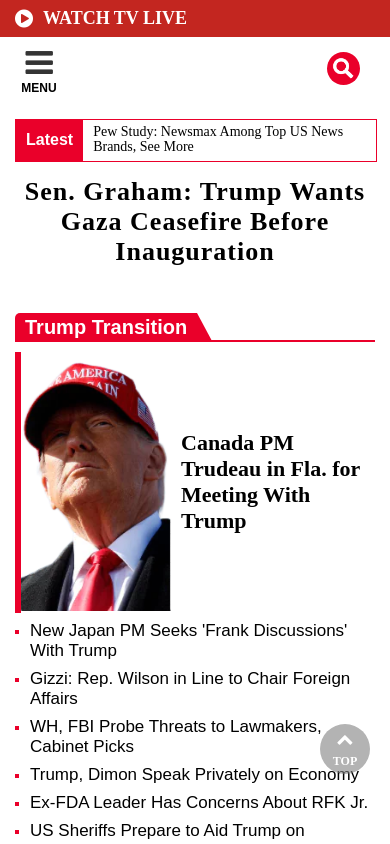 WATCH TV LIVE
MENU
Latest
Pew Study: Newsmax Among Top US News
Brands, See More
Sen. Graham: Trump Wants
Gaza Ceasefire Before
Inauguration
Trump Transition
AMERICA
AGAIN
Canada PM
Trudeau in Fla. for
Meeting With
Trump
New Japan PM Seeks 'Frank Discussions'
With Trump
Gizzi: Rep. Wilson in Line to Chair Foreign
Affairs
WH, FBI Probe Threats to Lawmakers,
Cabinet Picks
TOP
Trump, Dimon Speak Privately on Economy
Ex-FDA Leader Has Concerns About RFK Jr.
US Sheriffs Prepare to Aid Trump on